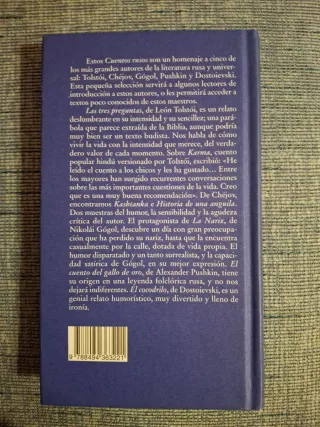 Estos Cuentos rusos son un homenaje a cinco de
los más grandes autores de la literatura rusa y univer-
sal: Tolstói, Chéjov, Gógol, Pushkin y Dostoievski.
Esta pequeña selección servirá a algunos lectores de
introducción a estos autores, o les permitirá acceder a
textos poco conocidos de estos maestros.
Las tres preguntas, de León Tolstói, es un relato
deslumbrante en su intensidad y su sencillez; una pará-
bola que parece extraída de la Biblia, aunque podría
muy bien ser un texto budista. Nos habla de cómo
vivir la vida con la intensidad que merece, del verda-
dero valor de cada momento. Sobre Karma, cuento
popular hindú versionado por Tolstói, escribió: «He
leído el cuento a los chicos y les ha gustado… Entre
los mayores han surgido recurrentes conversaciones
sobre las más importantes cuestiones de la vida. Creo
que es una muy buena recomendación». De Chéjov,
encontramos Kashtanka e Historia de una anguila.
Dos muestras del humor, la sensibilidad y la agudeza
crítica del autor. El protagonista de La Nariz, de
Nikolái Gógol, descubre un día con gran preocupa-
ción que ha perdido su nariz, hasta que la encuentra
casualmente por la calle, dotada de vida propia. El
humor disparatado y un tanto surrealista, y la capaci-
dad satírica de Gógol, en su mejor expresión. El
cuento del gallo de oro, de Alexander Pushkin, tiene
su origen en una leyenda folclórica rusa, y no nos
dejará indiferentes. El cocodrilo, de Dostoievski, es un
genial relato humorístico, muy divertido y lleno de
ironía.
9 788494 363221